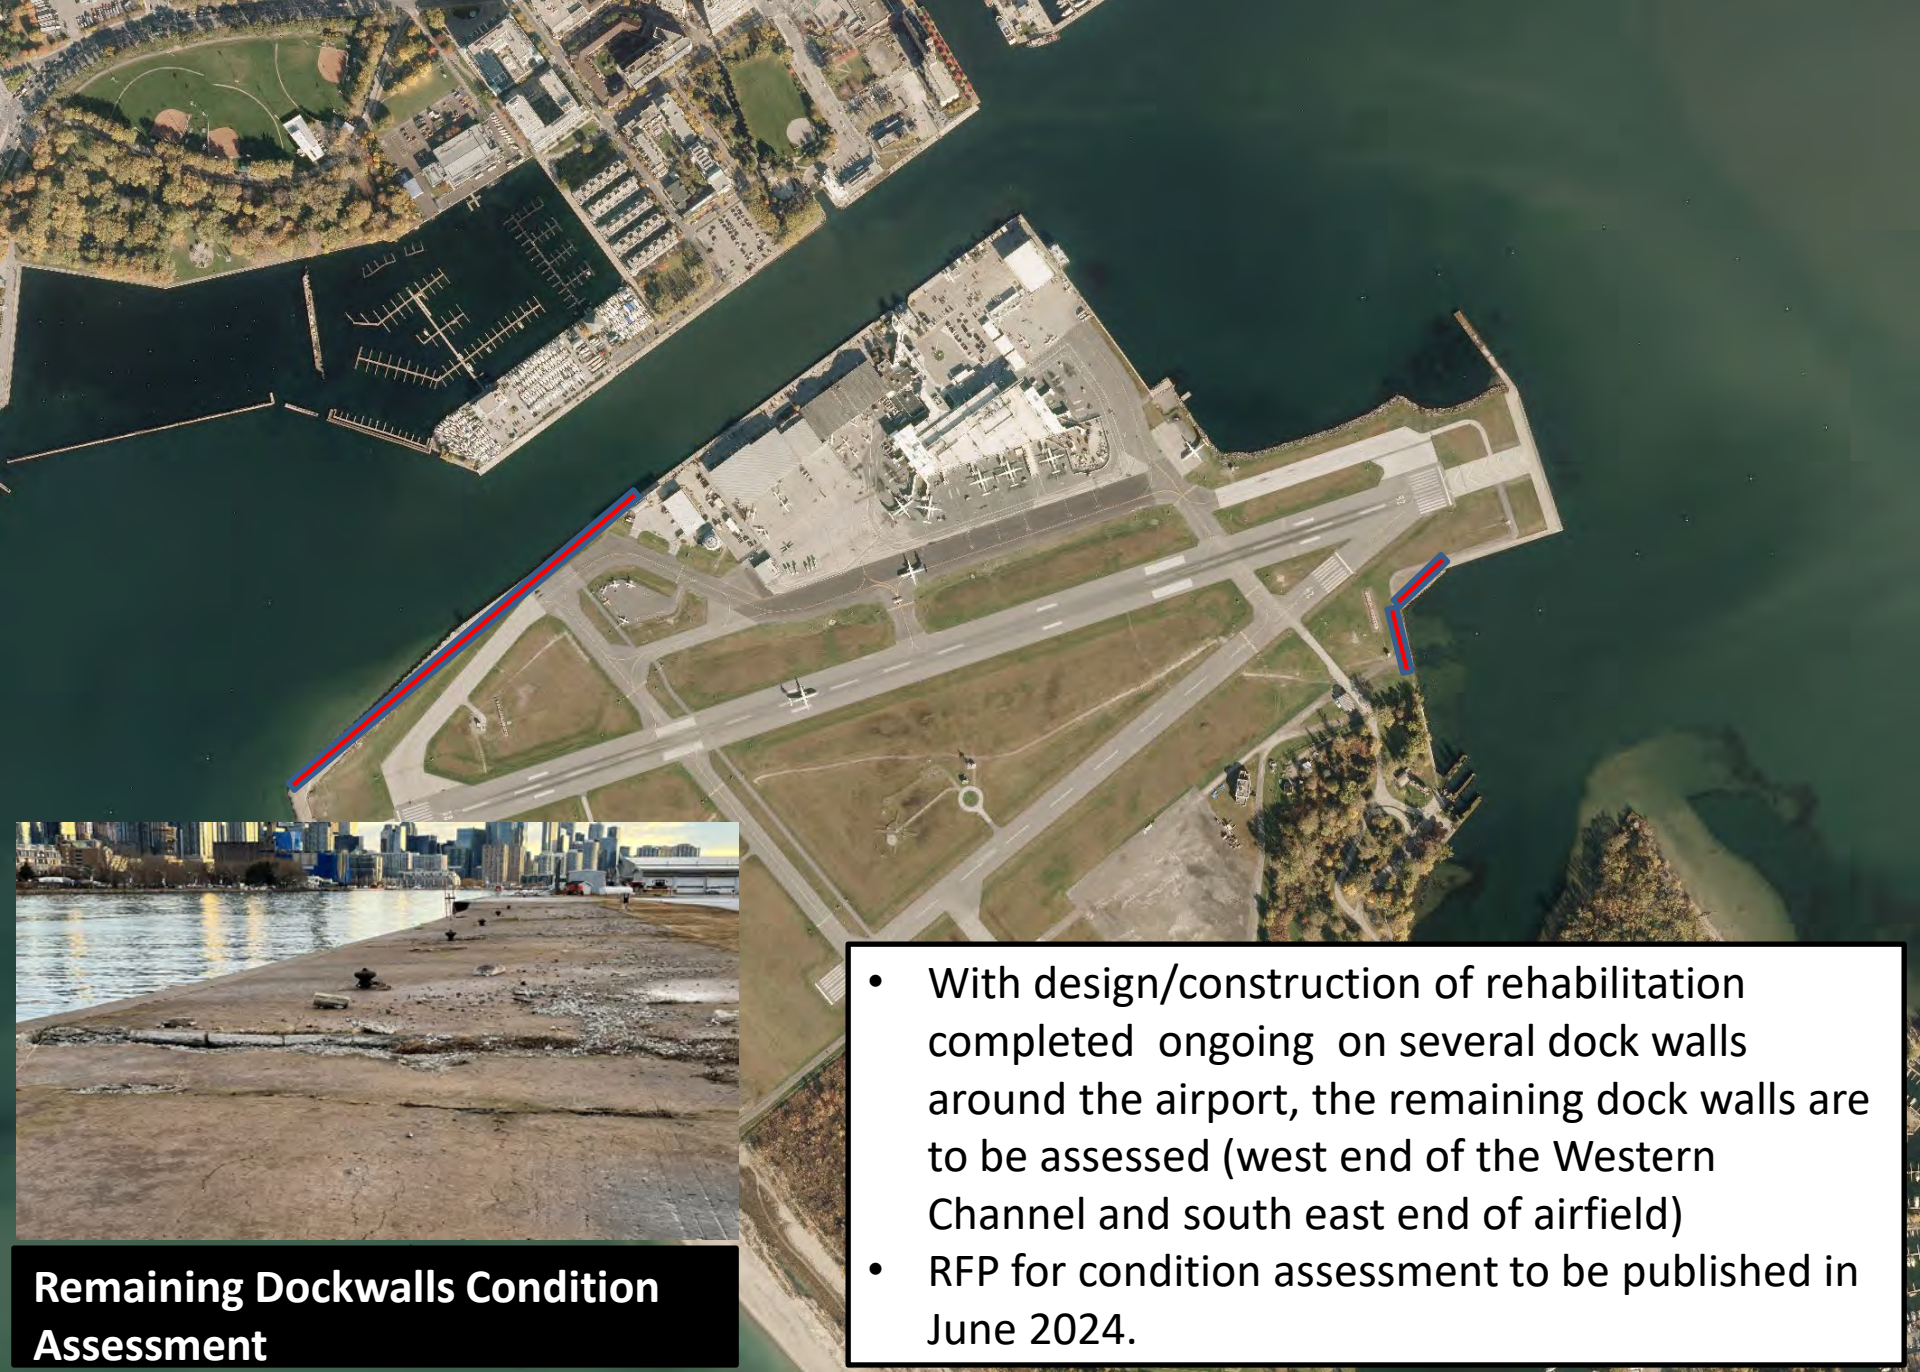 • With design/construction of rehabilitation
completed  ongoing  on several dock walls
around the airport, the remaining dock walls are
to be assessed (west end of the Western
Channel and south east end of airfield)
• RFP for condition assessment to be published in
June 2024.
Remaining Dockwalls Condition
Assessment